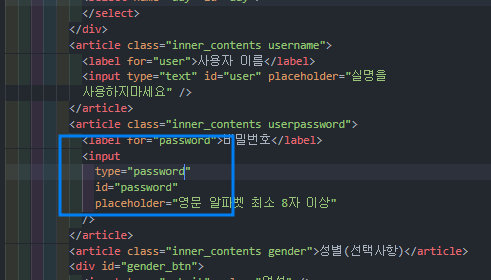 </select>
</div>
<article class="inner_contents username">
<label for="user">사용자 이름</label>
<input type="text" id="user" placeholder="실명을
사용하지마세요" />
</article>
<article class="inner_contents userpassword">
<label for="password">비밀번호</label>
<input
type="password"
id="password"
placeholder="영문 알파벳 최소 8자 이상"
/>
</article>
<article class="inner_contents gender">성별(선택사항)</article>
<div id="gender_btn">